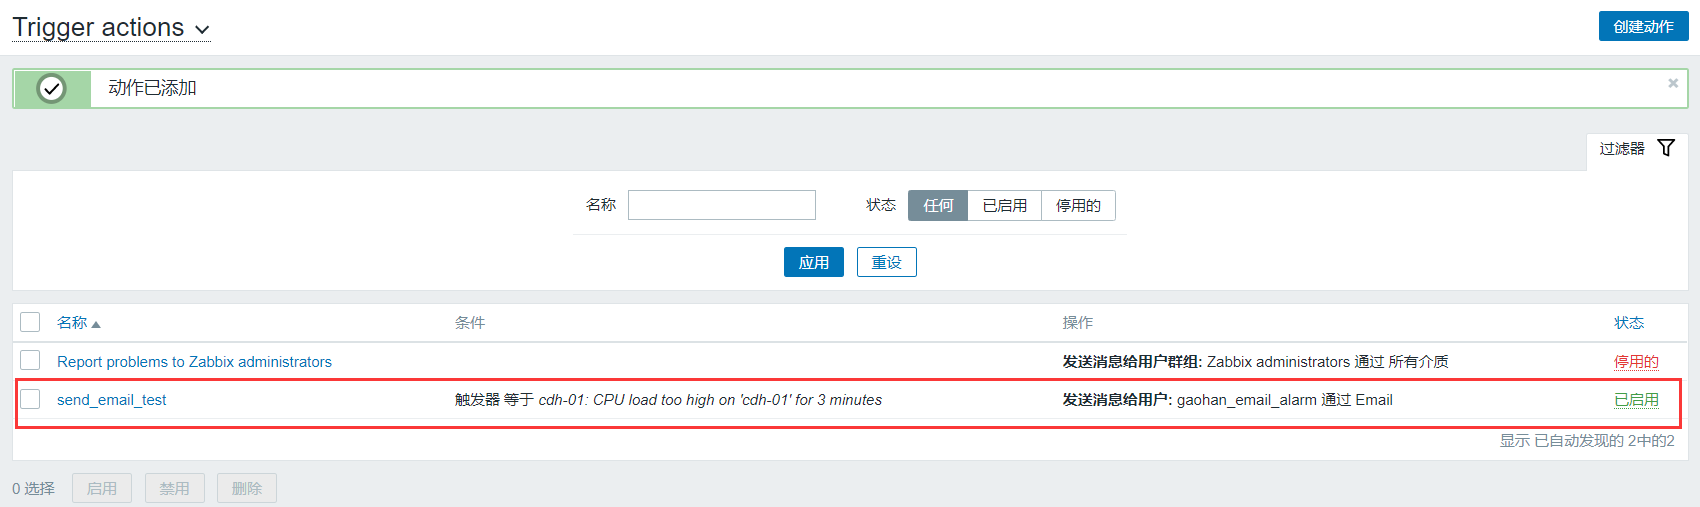 Trigger actions
创建动作
动作已添加
过滤器
名称 状态 任何 已启用 停用的
应用 重设
名称 条件 操作 状态
Report problems to Zabbix administrators 发送消息给用户群组: Zabbix administrators 通过 所有介质 停用的
send_email_test 触发器 等于 cdh-01: CPU load too high on 'cdh-01' for 3 minutes 发送消息给用户: gaohan_email_alarm 通过 Email 已启用
显示 已自动发现的 2中的2
0 选择 启用 禁用 删除